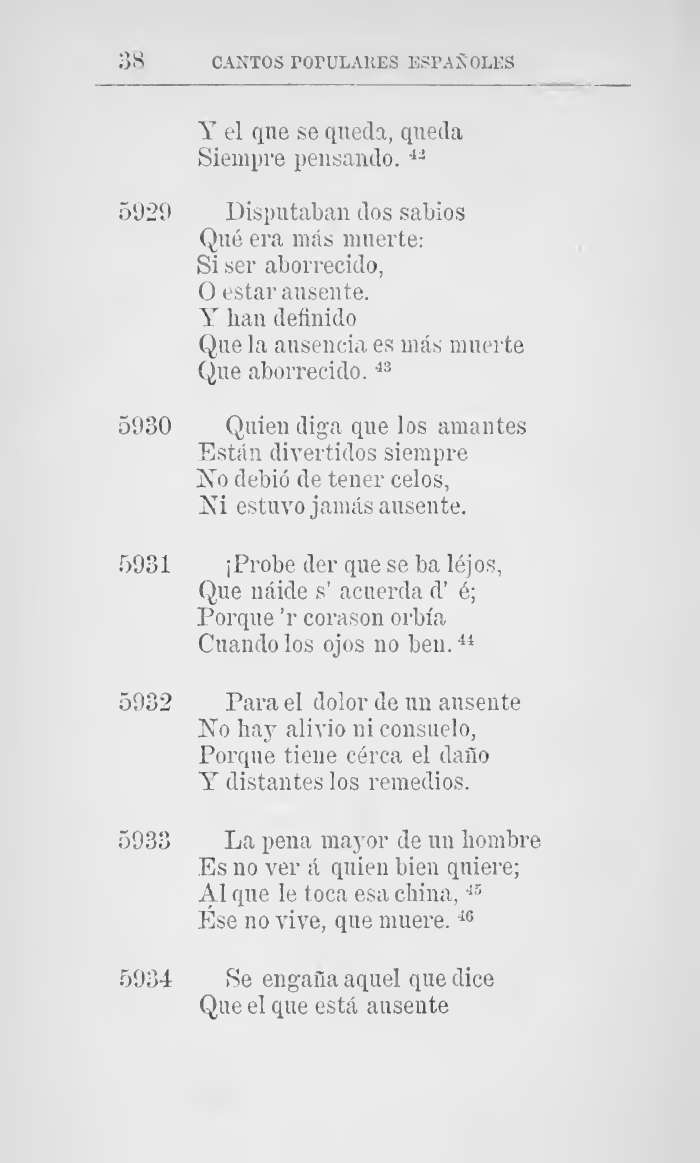 38 CANTOS POPULARES ESPAÑOLES
Y el que se queda, queda
Siempre pensando. 42
5929 Disputaban dos sabios
Qué era más muerte:
Si ser aborrecido,
O estar ausente.
Y han definido
Que la ausencia es más muerte
Que aborrecido. 43
5930 Quien diga que los amantes
Están divertidos siempre
No debió de tener celos,
Ni estuvo jamás ausente.
5931 ¡Probe der que se ba léjos,
Que náide s' acuerda d' é;
Porque 'r corason orbía
Cuando los ojos no ben. 44
5932 Para el dolor de un ausente
No hay alivio ni consuelo,
Porque tiene cérca el daño
Y distantes los remedios.
5933 La pena mayor de un hombre
Es no ver á quien bien quiere;
Al que le toca esa china, 45
Ése no vive, que muere. 46
5934 Se engaña aquel que dice
Que el que está ausente